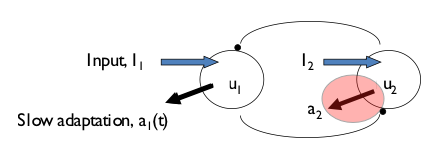 Input, I1
I2
u1
u2
a2
Slow adaptation, a1(t)